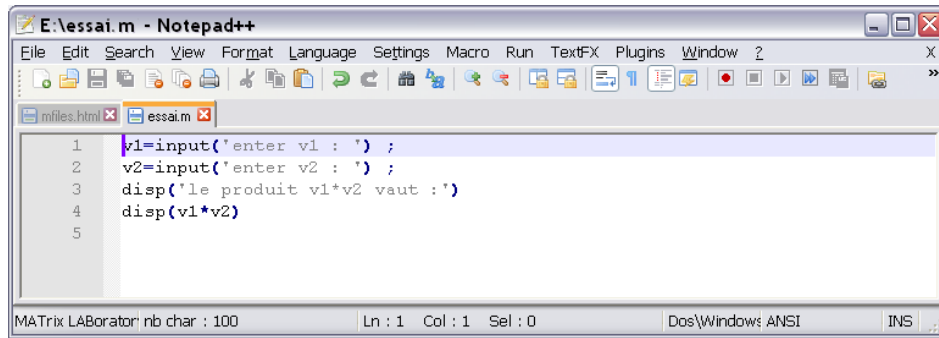 E:\essai.m - Notepad++
File Edit Search View Format Language Settings Macro Run TextFX Plugins Window ? X
mfiles.html essai.m
1 v1=input('enter v1 : ') ;
2 v2=input('enter v2 : ') ;
3 disp('le produit v1*v2 vaut :')
4 disp(v1*v2)
5
MATrix LABorator nb char : 100 Ln : 1 Col : 1 Sel : 0 Dos\Windows ANSI INS